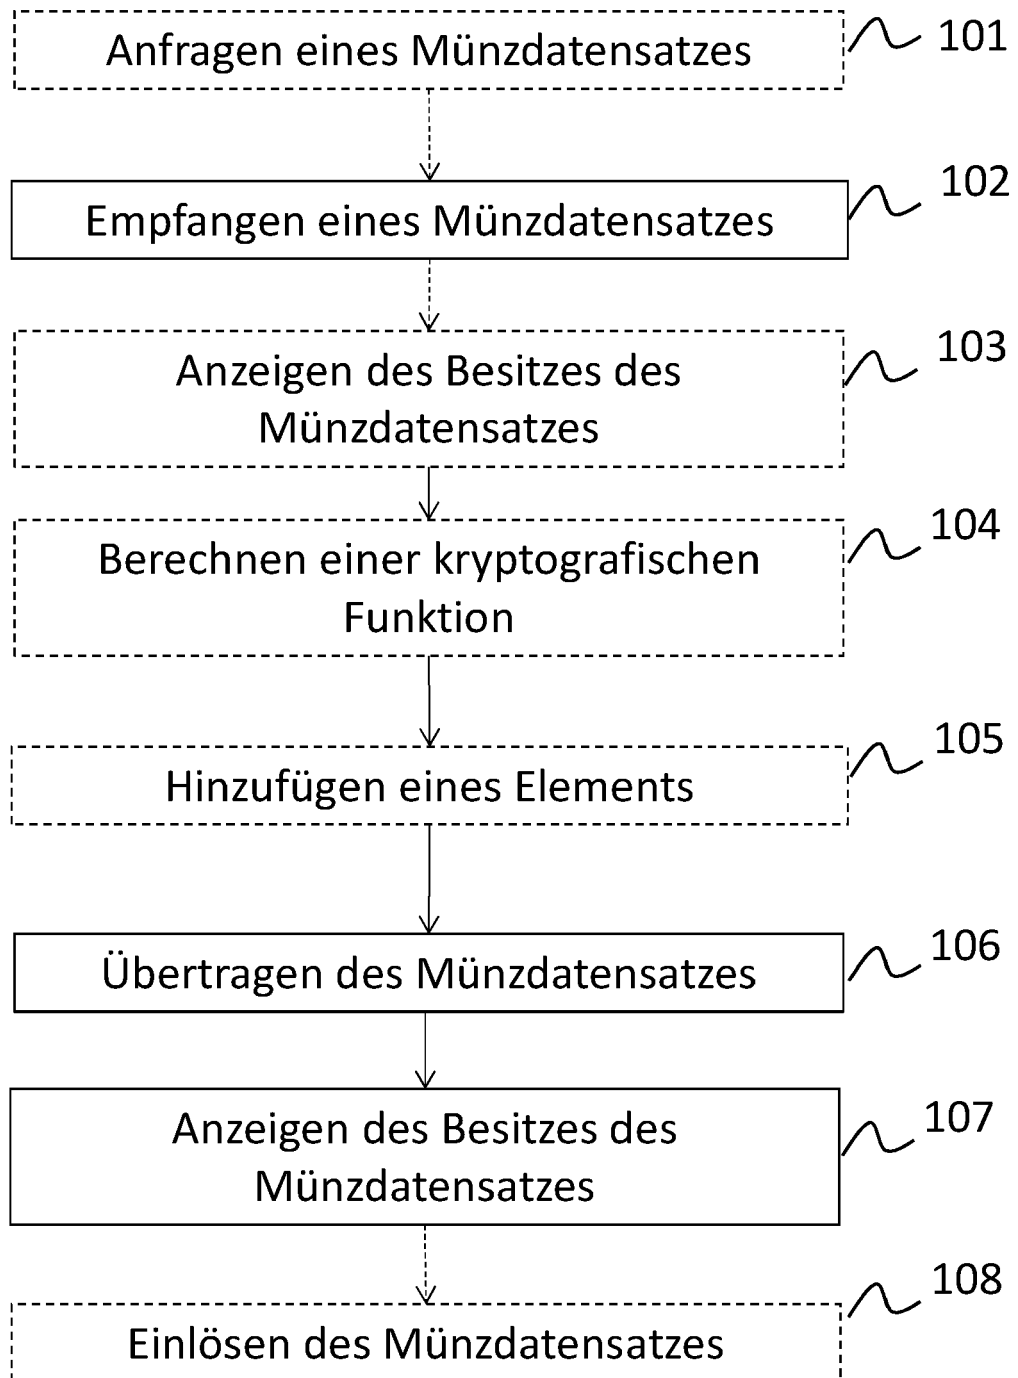 Anfragen eines Münzdatensatzes
101
Empfangen eines Münzdatensatzes
102
Anzeigen des Besitzes des
Münzdatensatzes
103
Berechnen einer kryptografischen
Funktion
104
Hinzufügen eines Elements
105
Übertragen des Münzdatensatzes
106
Anzeigen des Besitzes des
Münzdatensatzes
107
Einlösen des Münzdatensatzes
108